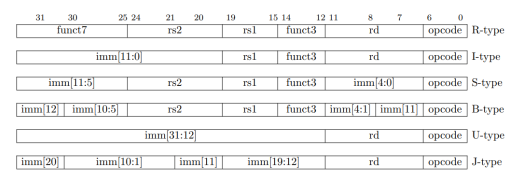 31 30 25 24 21 20 19 15 14 12 11 8 7 6 0
funct7 rs2 rs1 funct3 rd opcode R-type
imm[11:0] rs1 funct3 rd opcode I-type
imm[11:5] rs2 rs1 funct3 imm[4:0] opcode S-type
imm[12] imm[10:5] rs2 rs1 funct3 imm[4:1] imm[11] opcode B-type
imm[31:12] rd opcode U-type
imm[20] imm[10:1] imm[11] imm[19:12] rd opcode J-type